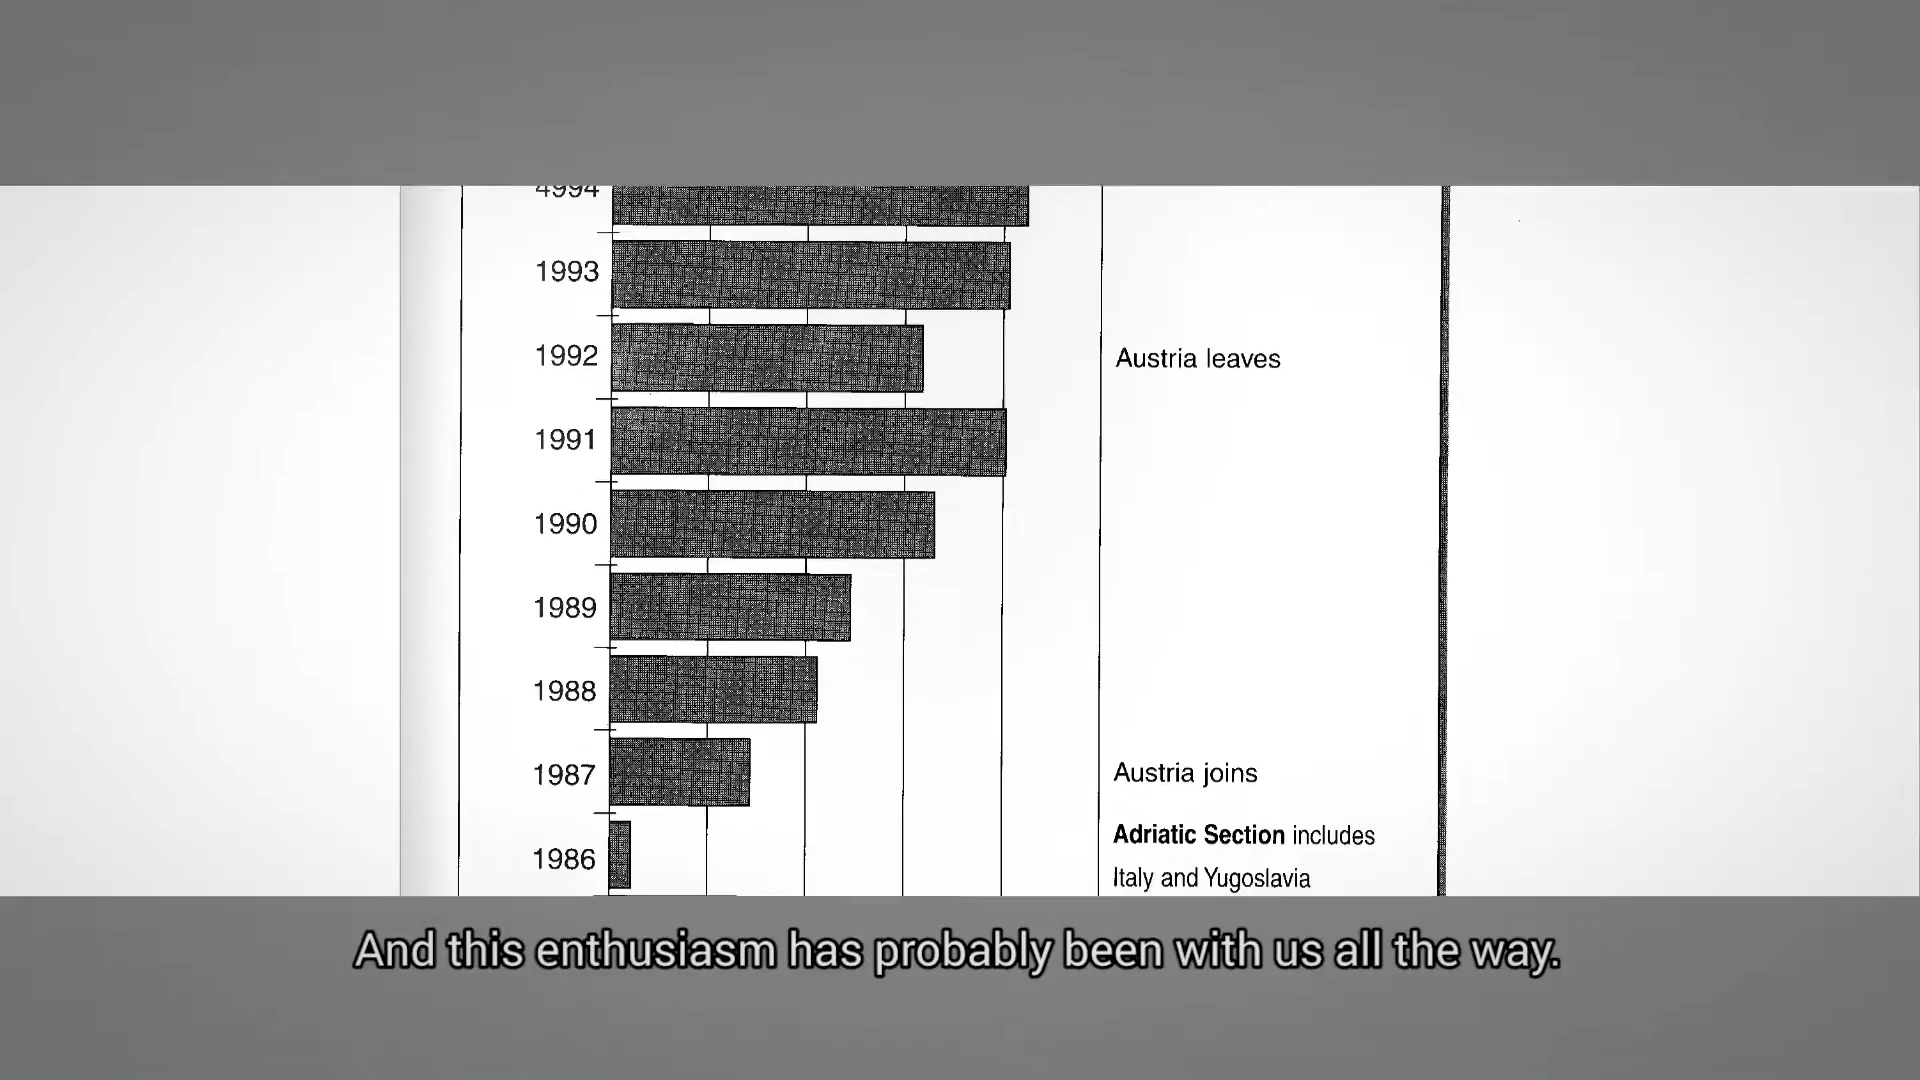 1993
1992 Austria leaves
1991
1990
1989
1988
1987 Austria joins
Adriatic Section includes
1986
Italy and Yugoslavia
And this enthusiasm has probably been with us all the way.